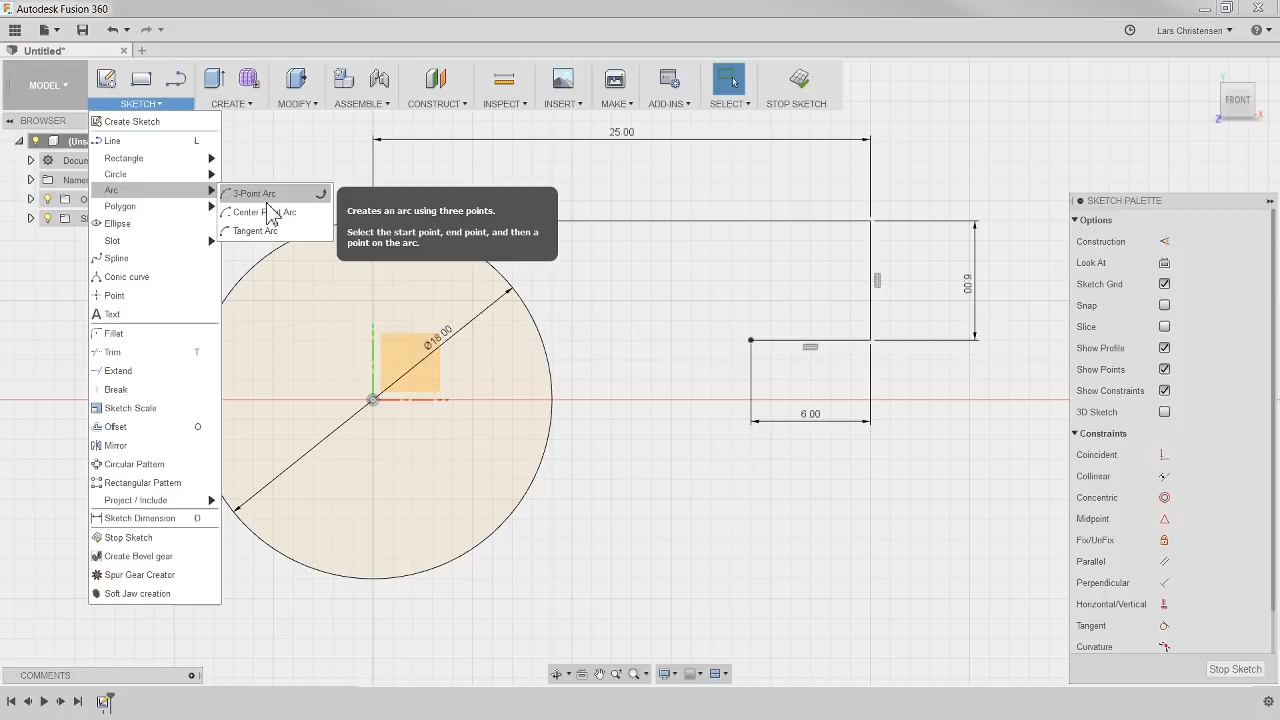 Autodesk Fusion 360
Lars Christensen
Untitled*
MODEL
SKETCH
CREATE
MODIFY
ASSEMBLE
CONSTRUCT
INSPECT
INSERT
MAKE
ADD-INS
SELECT
STOP SKETCH
BROWSER
(Uns
Docum
Named
O
Sk
Create Sketch
Line L
Rectangle
Circle
Arc
Polygon
Ellipse
Slot
Spline
Conic curve
Point
Text
Fillet
Trim T
Extend
Break
Sketch Scale
Offset O
Mirror
Circular Pattern
Rectangular Pattern
Project / Include
Sketch Dimension D
Stop Sketch
Create Bevel gear
Spur Gear Creator
Soft Jaw creation
3-Point Arc
Center Point Arc
Tangent Arc
Creates an arc using three points.
Select the start point, end point, and then a
point on the arc.
25.00
Ø18.00
6.00
6.00
FRONT
Y
X
Z
SKETCH PALETTE
Options
Construction
Look At
Sketch Grid
Snap
Slice
Show Profile
Show Points
Show Constraints
3D Sketch
Constraints
Coincident
Collinear
Concentric
Midpoint
Fix/UnFix
Parallel
Perpendicular
Horizontal/Vertical
Tangent
Curvature
Stop Sketch
COMMENTS